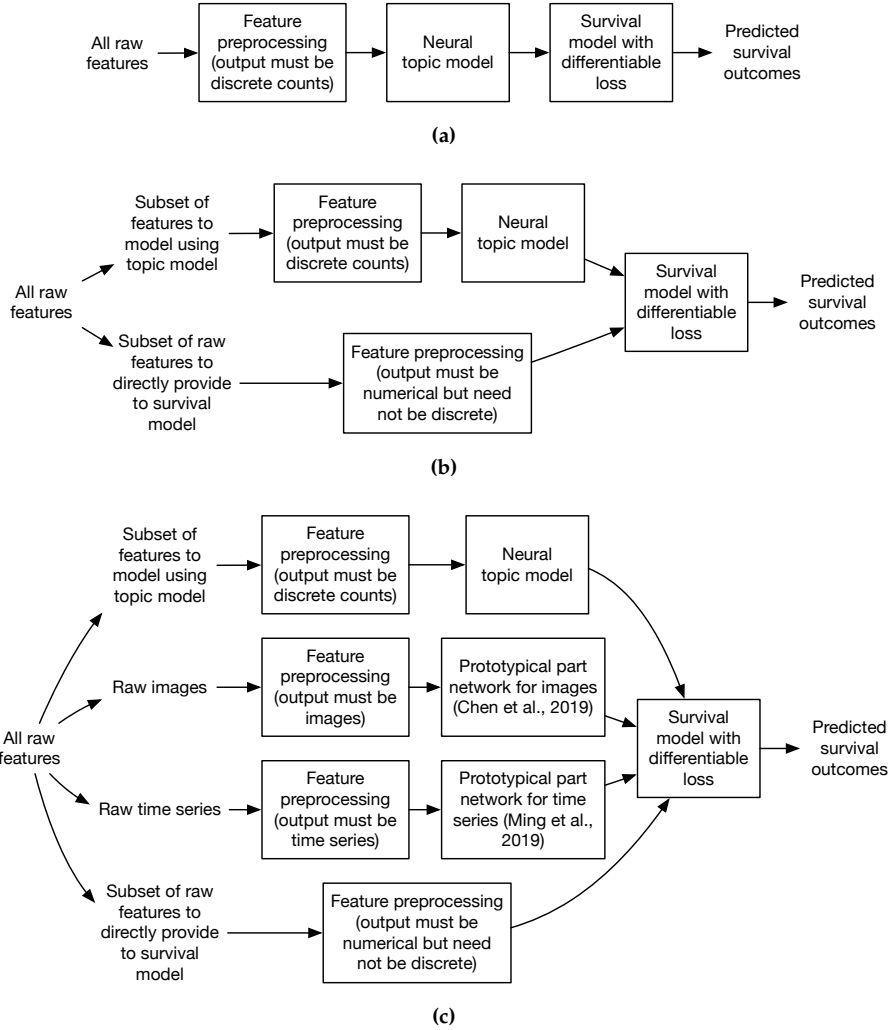 All raw
features
Feature
preprocessing
(output must be
discrete counts)
Neural
topic model
Survival
model with
differentiable
loss
Predicted
survival
outcomes
(a)
All raw
features
Subset of
features to
model using
topic model
Feature
preprocessing
(output must be
discrete counts)
Neural
topic model
Subset of raw
features to
directly provide
to survival
model
Feature preprocessing
(output must be
numerical but need
not be discrete)
Survival
model with
differentiable
loss
Predicted
survival
outcomes
(b)
All raw
features
Subset of
features to
model using
topic model
Feature
preprocessing
(output must be
discrete counts)
Neural
topic model
Raw images
Feature
preprocessing
(output must be
images)
Prototypical part
network for images
(Chen et al., 2019)
Raw time series
Feature
preprocessing
(output must be
time series)
Prototypical part
network for time
series (Ming et al.,
2019)
Subset of raw
features to
directly provide
to survival
model
Feature preprocessing
(output must be
numerical but need
not be discrete)
Survival
model with
differentiable
loss
Predicted
survival
outcomes
(c)